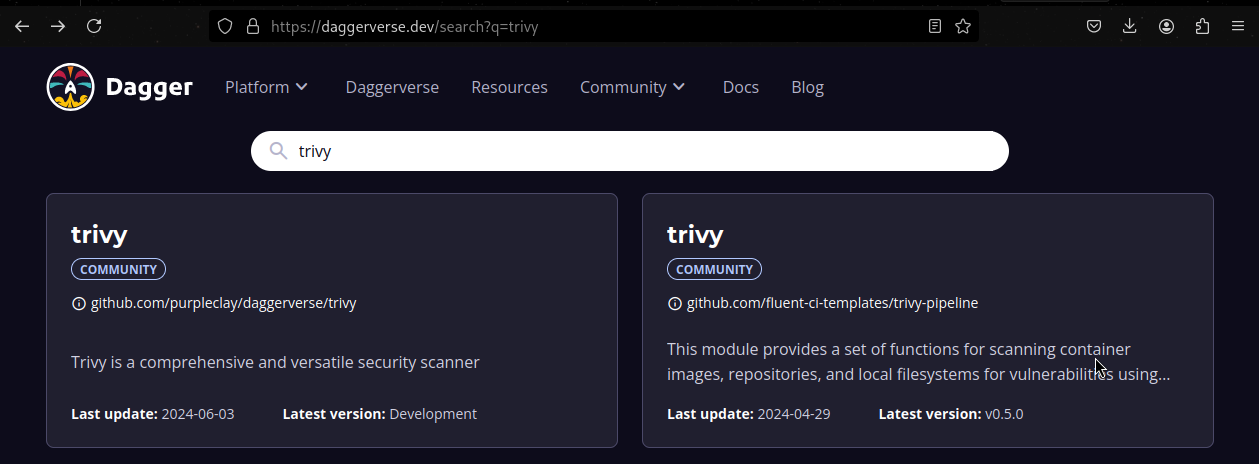 https://daggerverse.dev/search?q=trivy
Dagger Platform Daggerverse Resources Community Docs Blog
trivy
trivy
COMMUNITY
github.com/purpleclay/daggerverse/trivy
Trivy is a comprehensive and versatile security scanner
Last update: 2024-06-03 Latest version: Development
trivy
COMMUNITY
github.com/fluent-ci-templates/trivy-pipeline
This module provides a set of functions for scanning container
images, repositories, and local filesystems for vulnerabilities using...
Last update: 2024-04-29 Latest version: v0.5.0